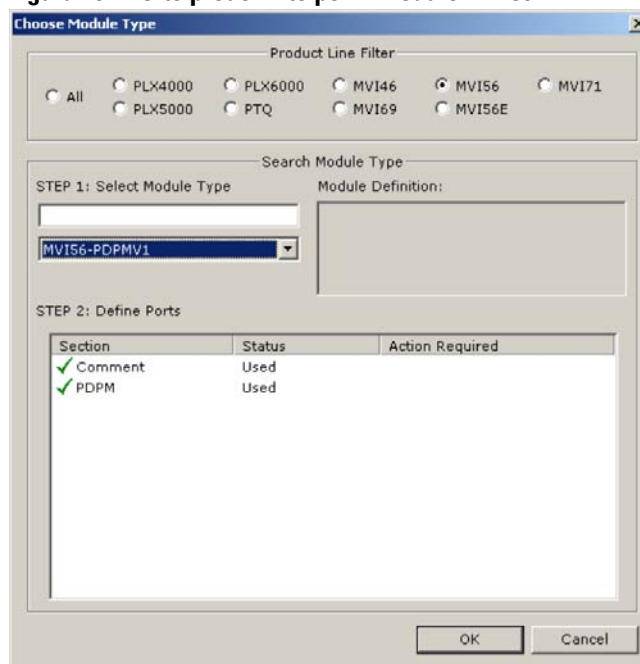 Choose Module Type
Product Line Filter
All PLX4000 PLX6000 MVI46 MVI56 MVI71
PLX5000 PTQ MVI69 MVI56E
Search Module Type
STEP 1: Select Module Type Module Definition:
MVI56-PDPMV1
STEP 2: Define Ports
Section Status Action Required
Comment Used
PDPM Used
OK Cancel